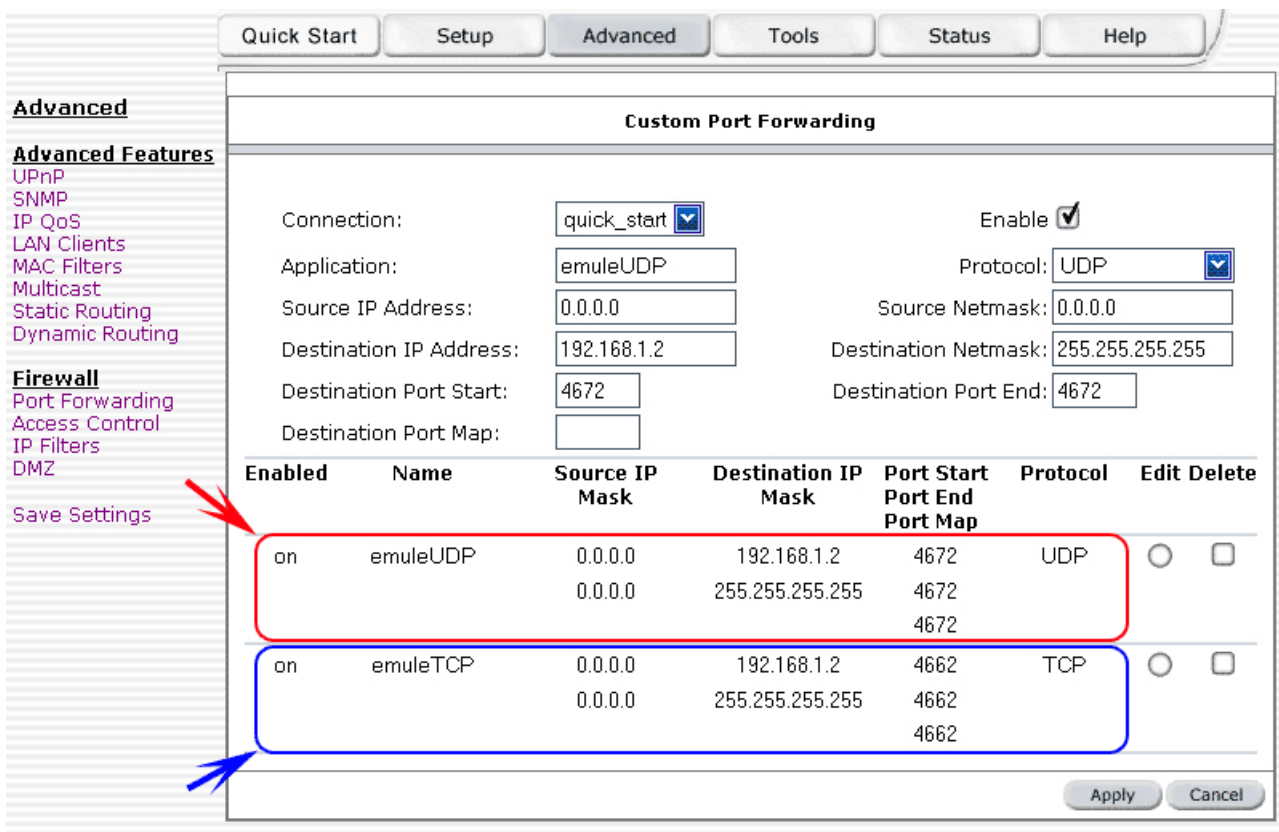 Quick Start Setup Advanced Tools Status Help
Advanced
Advanced Features
UPnP
SNMP
IP QoS
LAN Clients
MAC Filters
Multicast
Static Routing
Dynamic Routing
Firewall
Port Forwarding
Access Control
IP Filters
DMZ
Save Settings
Custom Port Forwarding
Connection: quick_start Enable
Application: emuleUDP Protocol: UDP
Source IP Address: 0.0.0.0 Source Netmask: 0.0.0.0
Destination IP Address: 192.168.1.2 Destination Netmask: 255.255.255.255
Destination Port Start: 4672 Destination Port End: 4672
Destination Port Map:
Enabled Name Source IP Destination IP Port Start Protocol Edit Delete
Mask Mask Port End
Port Map
on emuleUDP 0.0.0.0 192.168.1.2 4672 UDP
0.0.0.0 255.255.255.255 4672
4672
on emuleTCP 0.0.0.0 192.168.1.2 4662 TCP
0.0.0.0 255.255.255.255 4662
4662
Apply Cancel